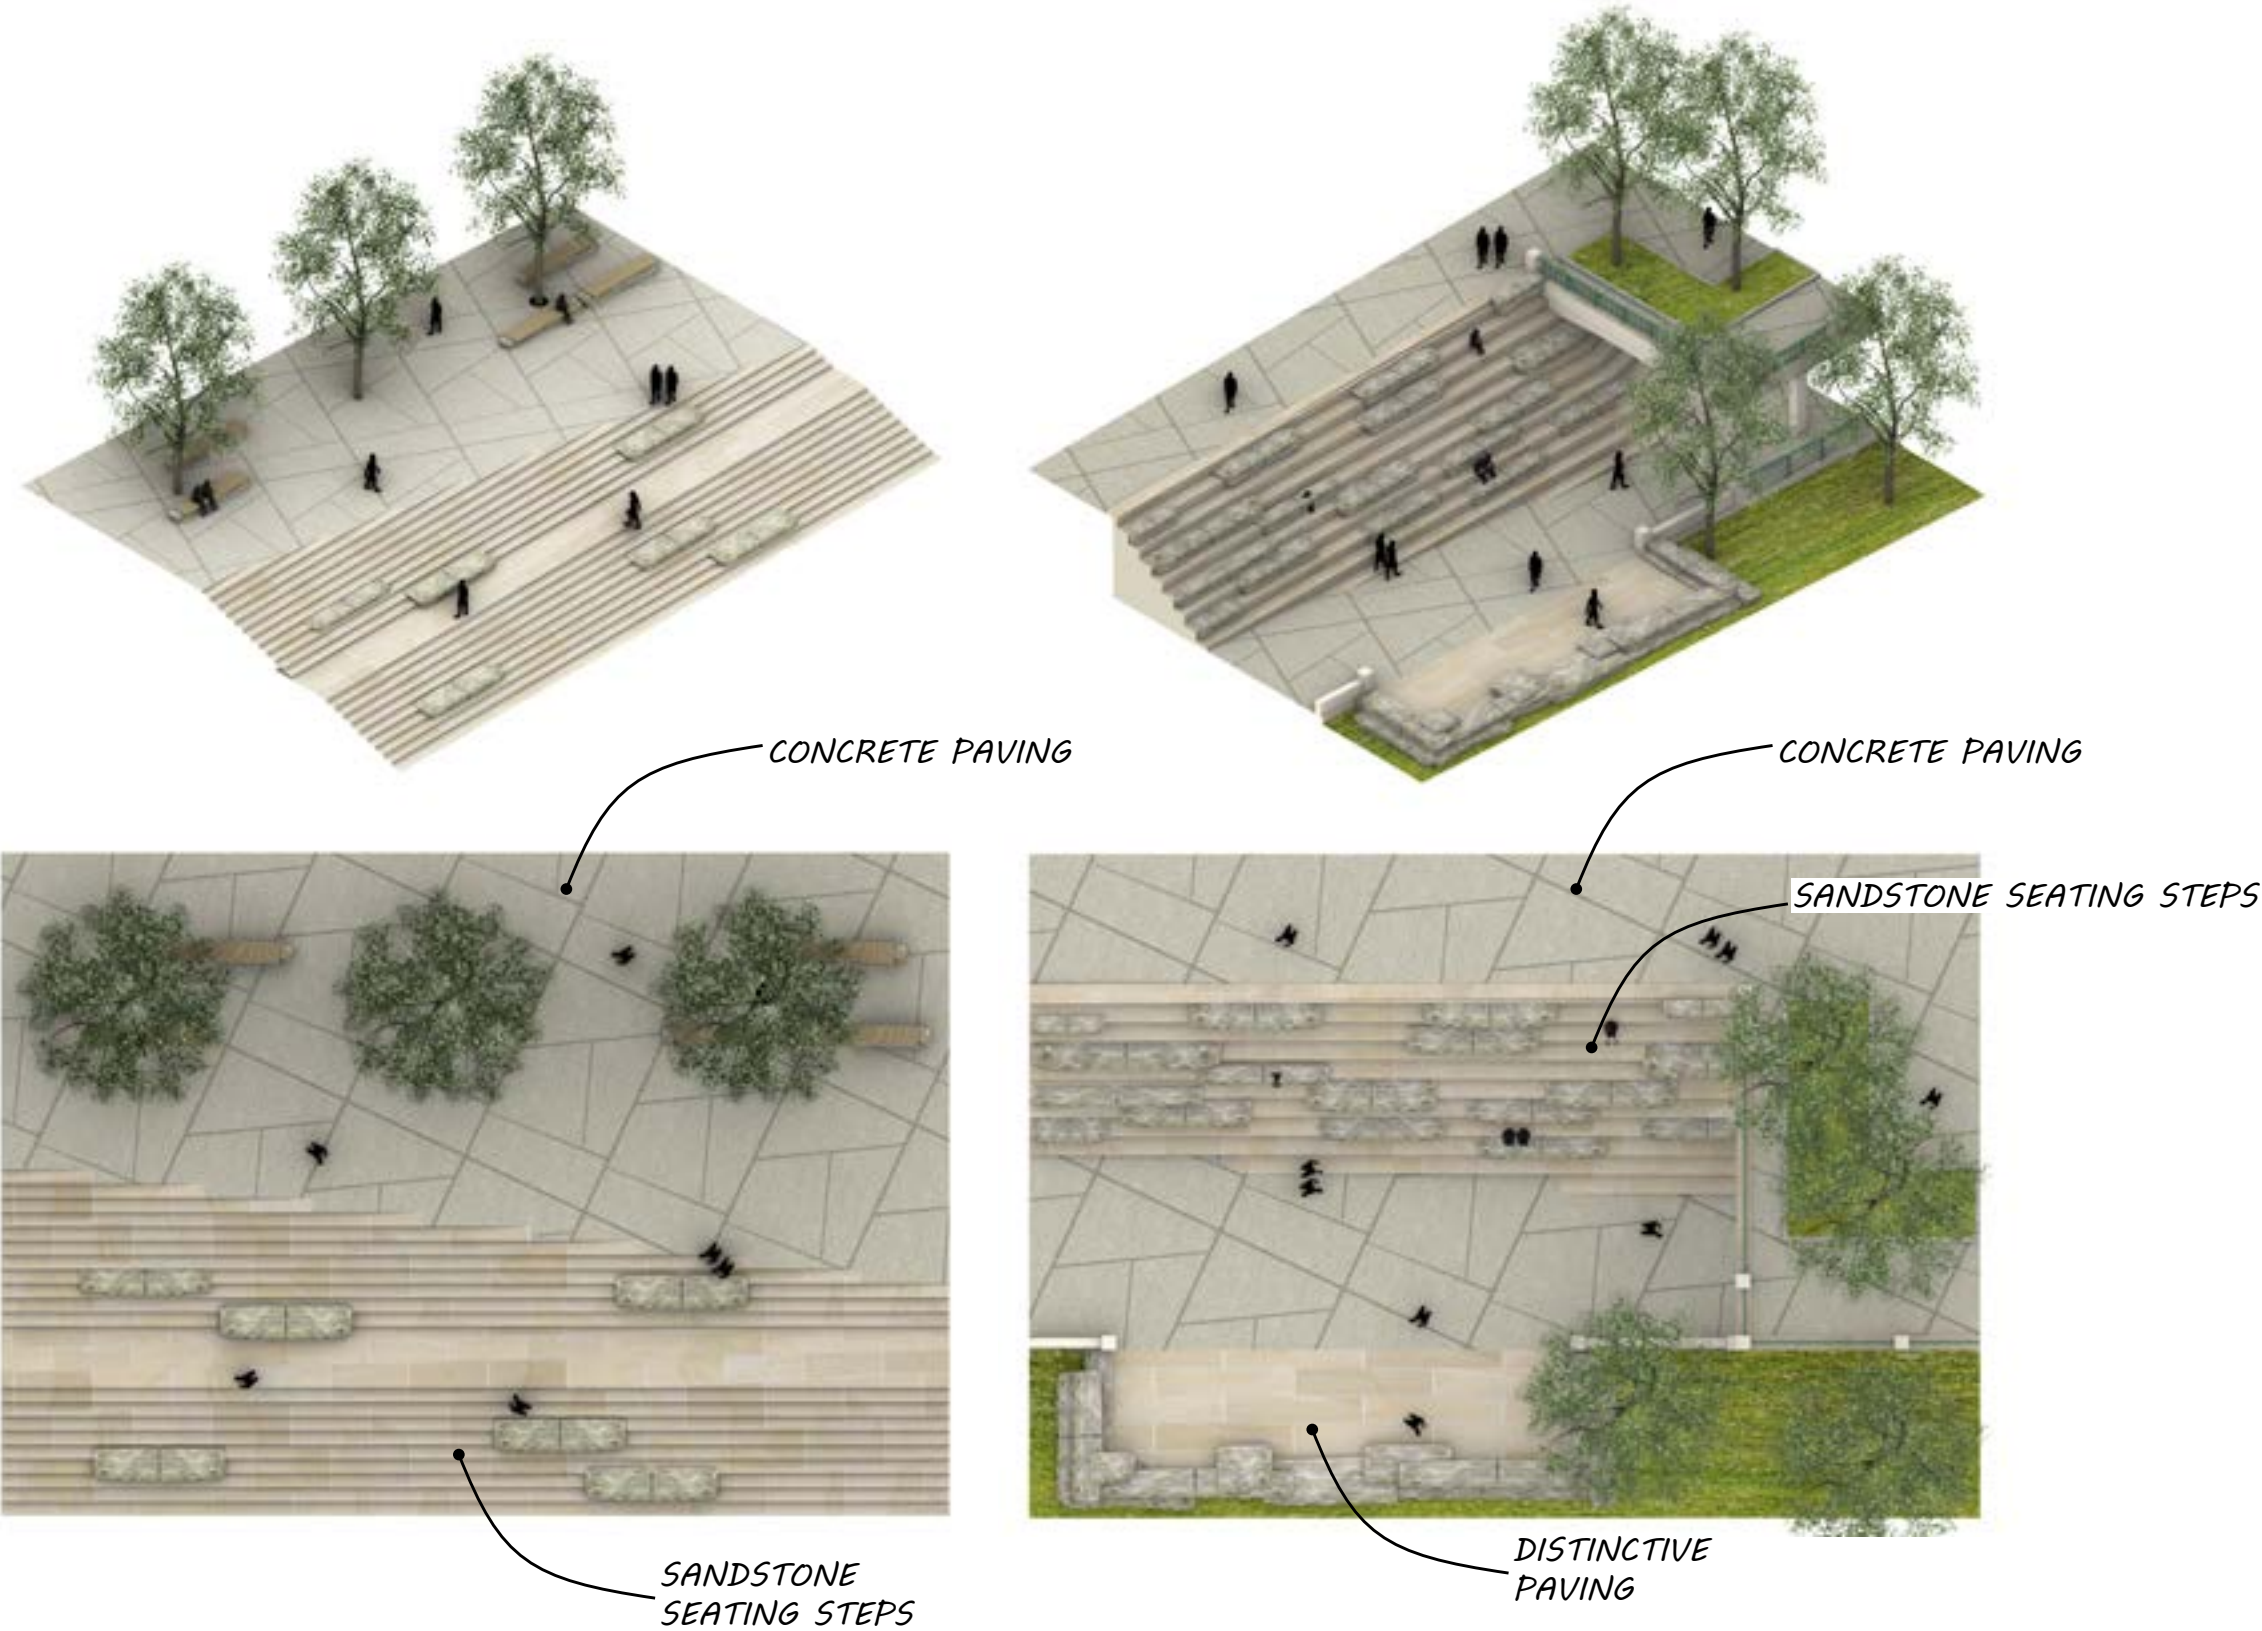 CONCRETE PAVING
CONCRETE PAVING
SANDSTONE SEATING STEPS
SANDSTONE
SEATING STEPS
DISTINCTIVE
PAVING